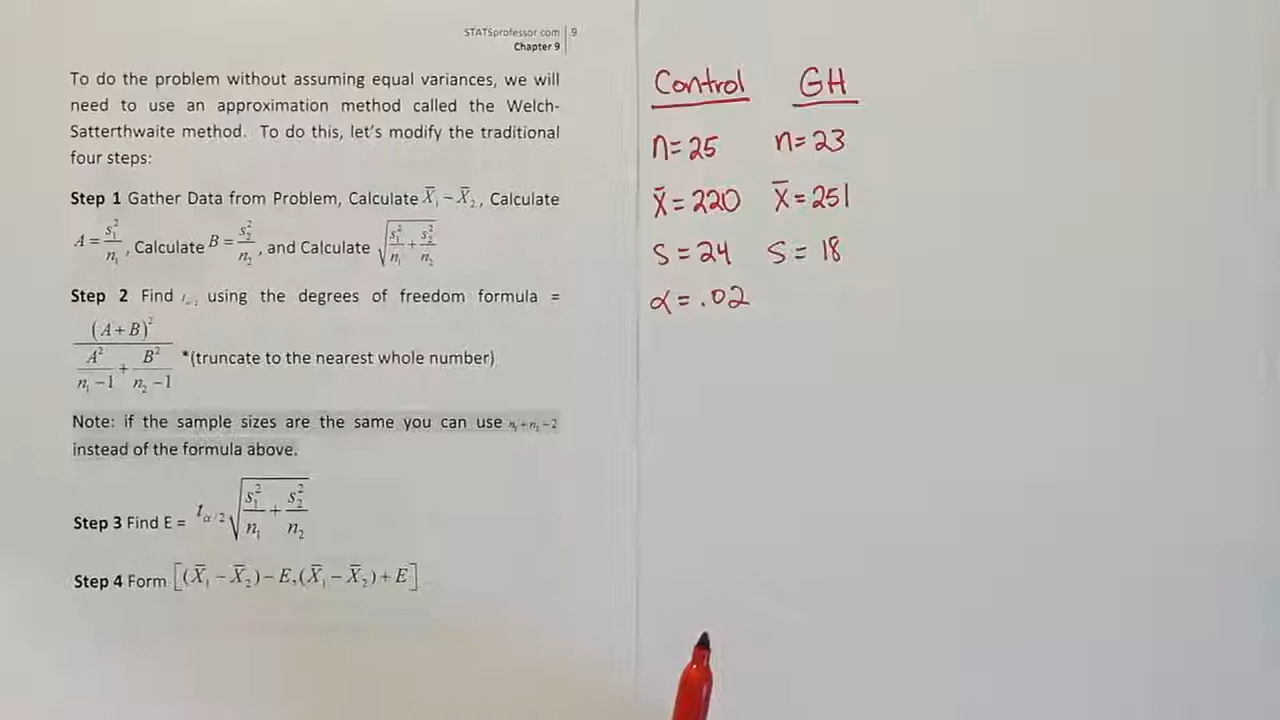 STATSprofessor.com 9
Chapter 9
To do the problem without assuming equal variances, we will
need to use an approximation method called the Welch-
Satterthwaite method. To do this, let's modify the traditional
four steps:
Step 1 Gather Data from Problem, Calculate X̄₁ − X̄₂, Calculate
A = s₁²/n₁, Calculate B = s₂²/n₂, and Calculate √(s₁²/n₁ + s₂²/n₂)
Step 2 Find using the degrees of freedom formula =
(A+B)² / (A²/(n₁−1) + B²/(n₂−1)) *(truncate to the nearest whole number)
Note: if the sample sizes are the same you can use n₁+n₂−2
instead of the formula above.
Step 3 Find E = t_α/2 √(s₁²/n₁ + s₂²/n₂)
Step 4 Form [(X̄₁ − X̄₂) − E, (X̄₁ − X̄₂) + E]
Control GH
n = 25 n = 23
X̄ = 220 X̄ = 251
S = 24 S = 18
α = .02